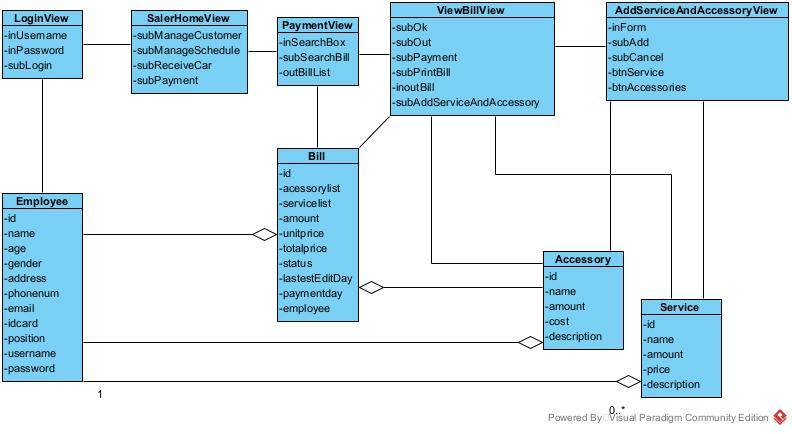 LoginView
-inUsername
-inPassword
-subLogin
SalerHomeView
-subManageCustomer
-subManageSchedule
-subReceiveCar
-subPayment
PaymentView
-inSearchBox
-subSearchBill
-outBillList
ViewBillView
-subOk
-subOut
-subPayment
-subPrintBill
-inoutBill
-subAddServiceAndAccessory
AddServiceAndAccessoryView
-inForm
-subAdd
-subCancel
-btnService
-btnAccessories
Bill
-id
-acessorylist
-servicelist
-amount
-unitprice
-totalprice
-status
-lastestEditDay
-paymentday
-employee
Employee
-id
-name
-age
-gender
-address
-phonenum
-email
-idcard
-position
-username
-password
Accessory
-id
-name
-amount
-cost
-description
Service
-id
-name
-amount
-price
-description
1
0..*
Powered By Visual Paradigm Community Edition